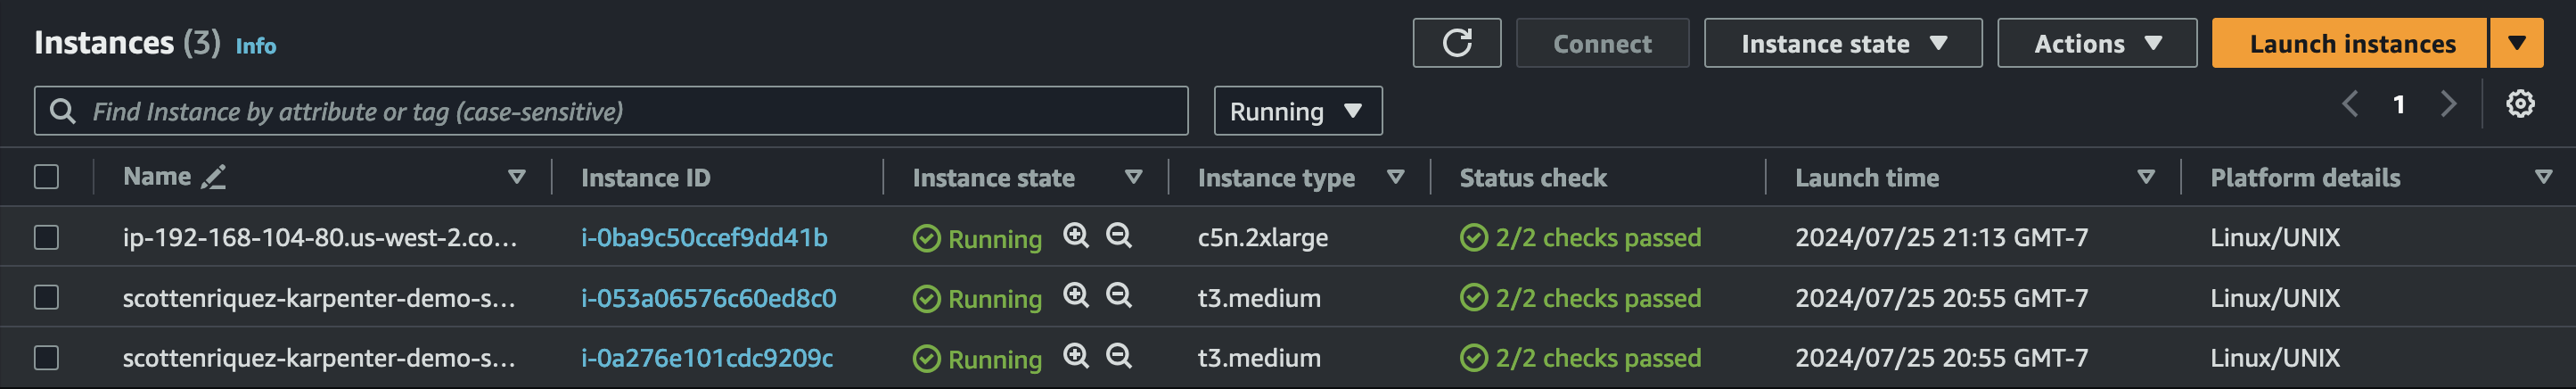 Instances (3) Info Connect Instance state Actions Launch instances
Find Instance by attribute or tag (case-sensitive) Running 1
Name Instance ID Instance state Instance type Status check Launch time Platform details
ip-192-168-104-80.us-west-2.co... i-0ba9c50ccef9dd41b Running c5n.2xlarge 2/2 checks passed 2024/07/25 21:13 GMT-7 Linux/UNIX
scottenriquez-karpenter-demo-s... i-053a06576c60ed8c0 Running t3.medium 2/2 checks passed 2024/07/25 20:55 GMT-7 Linux/UNIX
scottenriquez-karpenter-demo-s... i-0a276e101cdc9209c Running t3.medium 2/2 checks passed 2024/07/25 20:55 GMT-7 Linux/UNIX